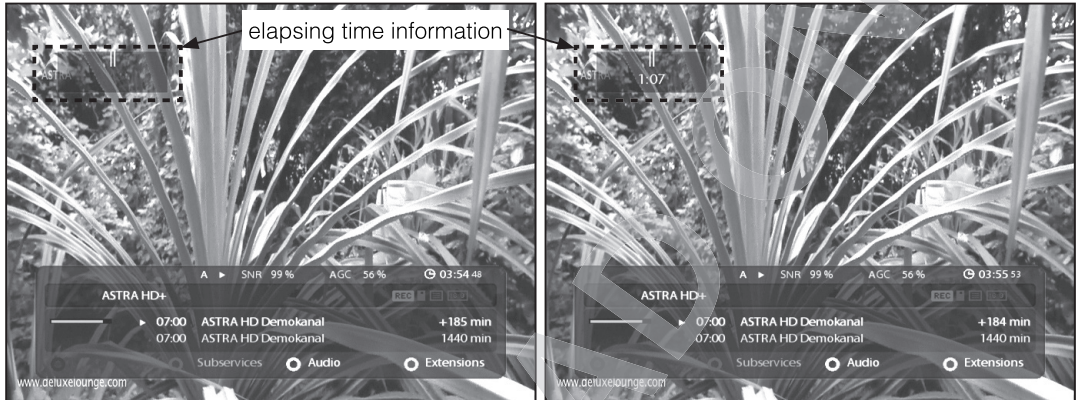 elapsing time information
ASTRA
A ► SNR 99 % AGC 56 % 03:54 48
ASTRA HD+ REC
► 07:00 ASTRA HD Demokanal +185 min
07:00 ASTRA HD Demokanal 1440 min
Subservices Audio Extensions
www.deluxelounge.com
ASTRA
1:07
A ► SNR 99 % AGC 56 % 03:55 53
ASTRA HD+ REC
► 07:00 ASTRA HD Demokanal +184 min
07:00 ASTRA HD Demokanal 1440 min
Subservices Audio Extensions
www.deluxelounge.com